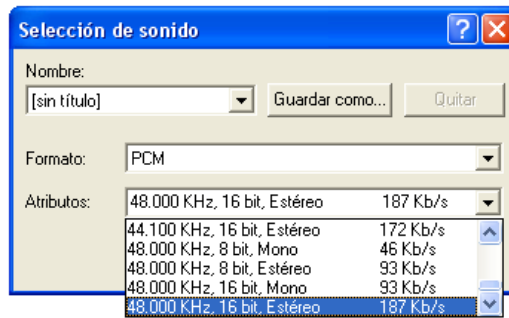 Selección de sonido
Nombre:
[sin título]
Guardar como...
Quitar
Formato:
PCM
Atributos:
48.000 KHz, 16 bit, Estéreo 187 Kb/s
44.100 KHz, 16 bit, Estéreo 172 Kb/s
48.000 KHz, 8 bit, Mono 46 Kb/s
48.000 KHz, 8 bit, Estéreo 93 Kb/s
48.000 KHz, 16 bit, Mono 93 Kb/s
48.000 KHz, 16 bit, Estéreo 187 Kb/s